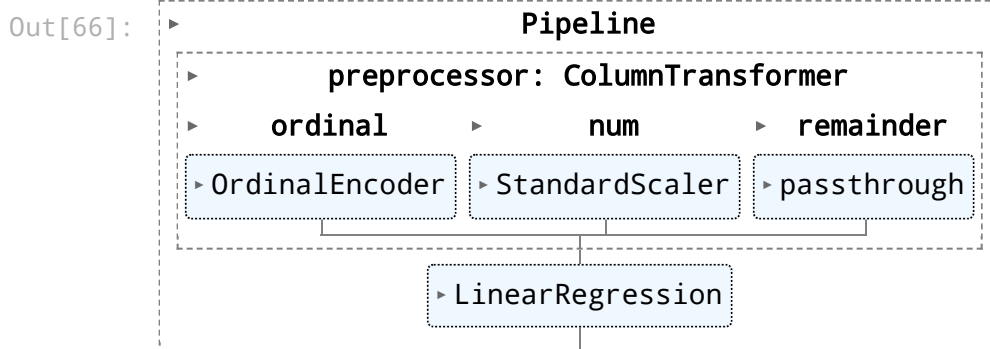 Out[66]:
Pipeline
preprocessor: ColumnTransformer
ordinal num remainder
OrdinalEncoder StandardScaler passthrough
LinearRegression